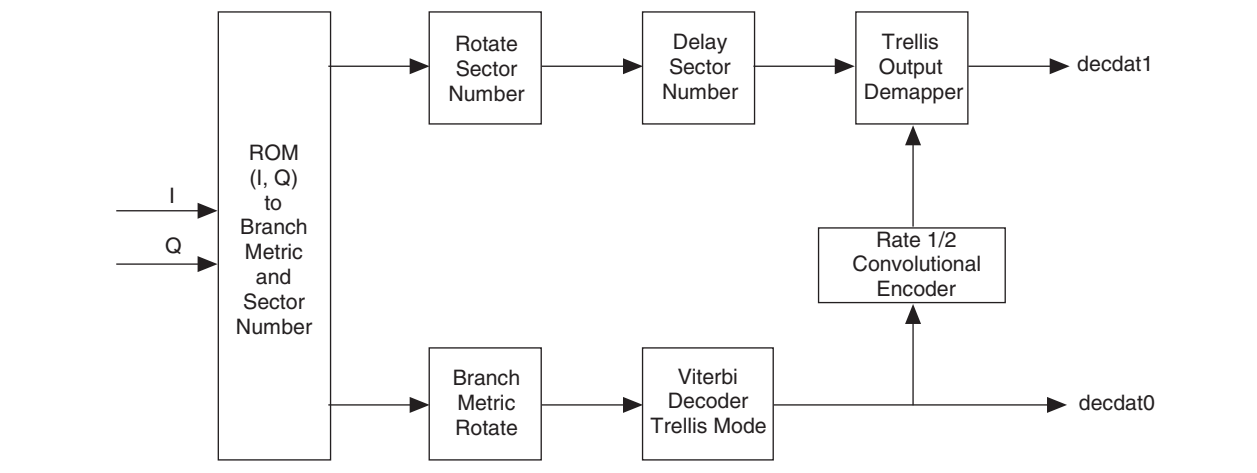 I
Q
ROM
(I, Q)
to
Branch
Metric
and
Sector
Number
Rotate
Sector
Number
Delay
Sector
Number
Trellis
Output
Demapper
decdat1
Rate 1/2
Convolutional
Encoder
Branch
Metric
Rotate
Viterbi
Decoder
Trellis Mode
decdat0